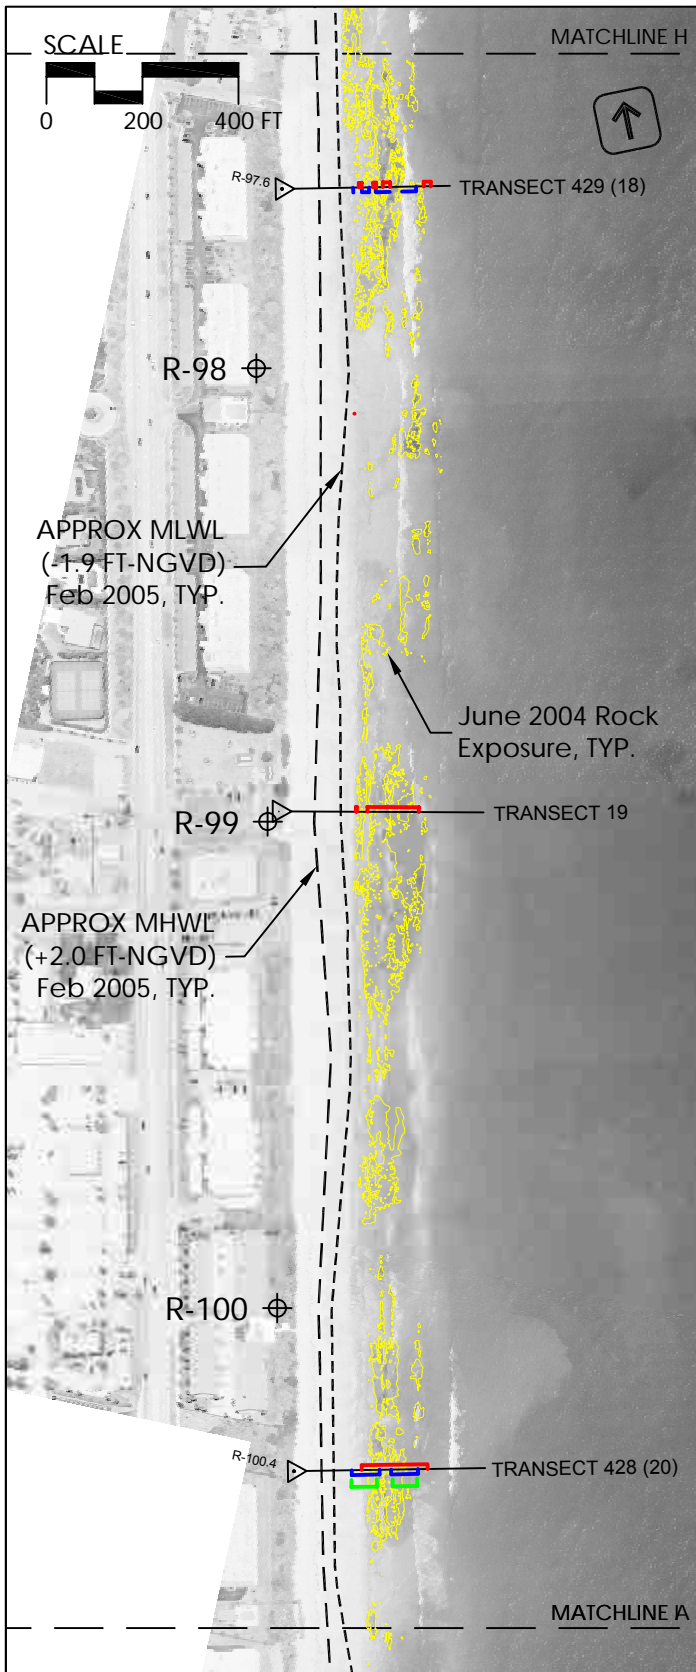 SCALE
0 200 400 FT
MATCHLINE H
R-97.6
TRANSECT 429 (18)
R-98
APPROX MLWL
(-1.9 FT-NGVD)
Feb 2005, TYP.
June 2004 Rock
Exposure, TYP.
TRANSECT 19
R-99
APPROX MHWL
(+2.0 FT-NGVD)
Feb 2005, TYP.
R-100
R-100.4
TRANSECT 428 (20)
MATCHLINE